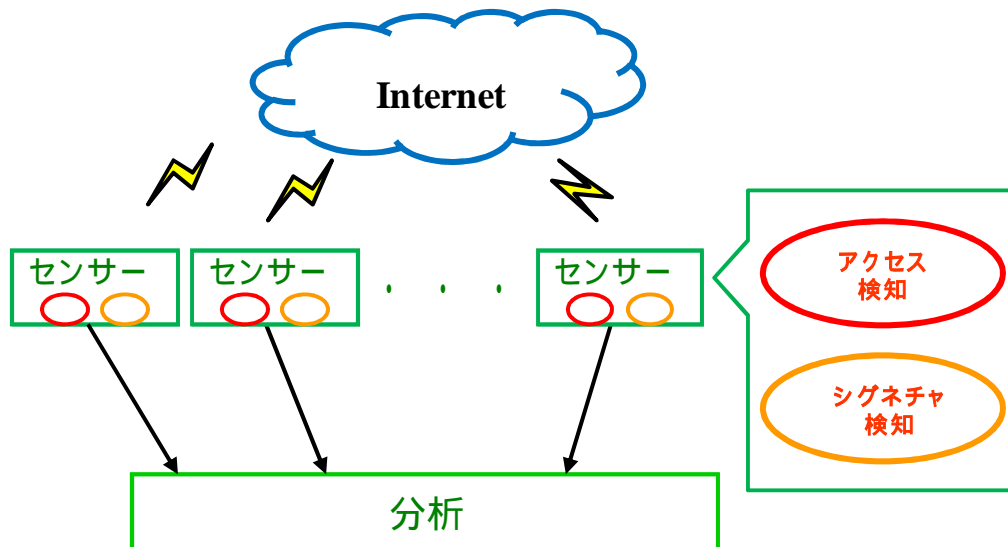 Internet
センサー
センサー
・ ・ ・
センサー
アクセス
検知
シグネチャ
検知
分析